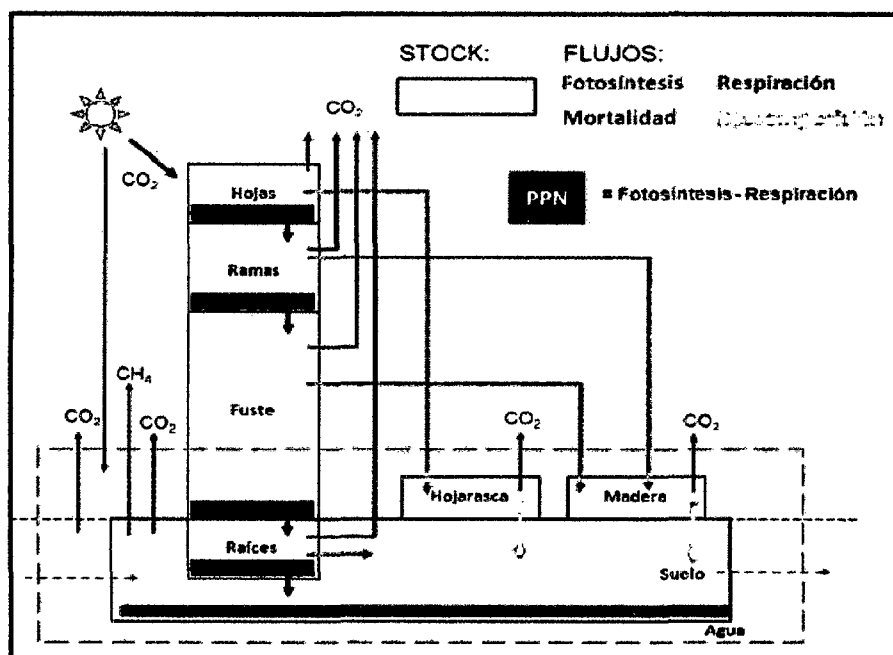 STOCK:
FLUJOS:
Fotosíntesis Respiración
Mortalidad
PPN = Fotosíntesis - Respiración
CO₂
CO₂
Hojas
Ramas
Fuste
Raíces
CH₄
CO₂
CO₂
CO₂
CO₂
Hojarasca
Madera
Suelo
Agua